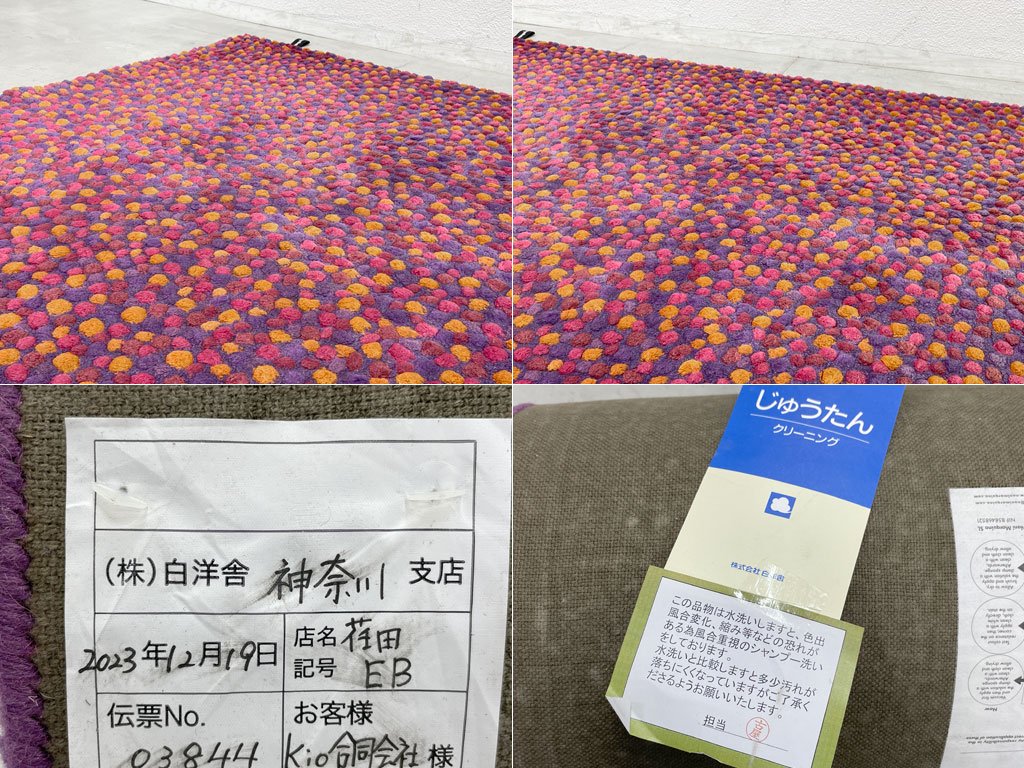 (株)白洋舎 神奈川 支店
2023年12月19日
店名 荏田
記号 EB
伝票No.
03844
お客様
Kio合同会社 様
じゅうたん
クリーニング
株式会社 白洋舎
この品物は水洗いしますと、色出
風合変化、縮み等などの恐れが
ある為風合重視のシャンプー洗い
をしております。
水洗いと比較しますと多少汚れが
落ちにくくなっていますがご了承く
ださるようお願いいたします。
担当 古屋